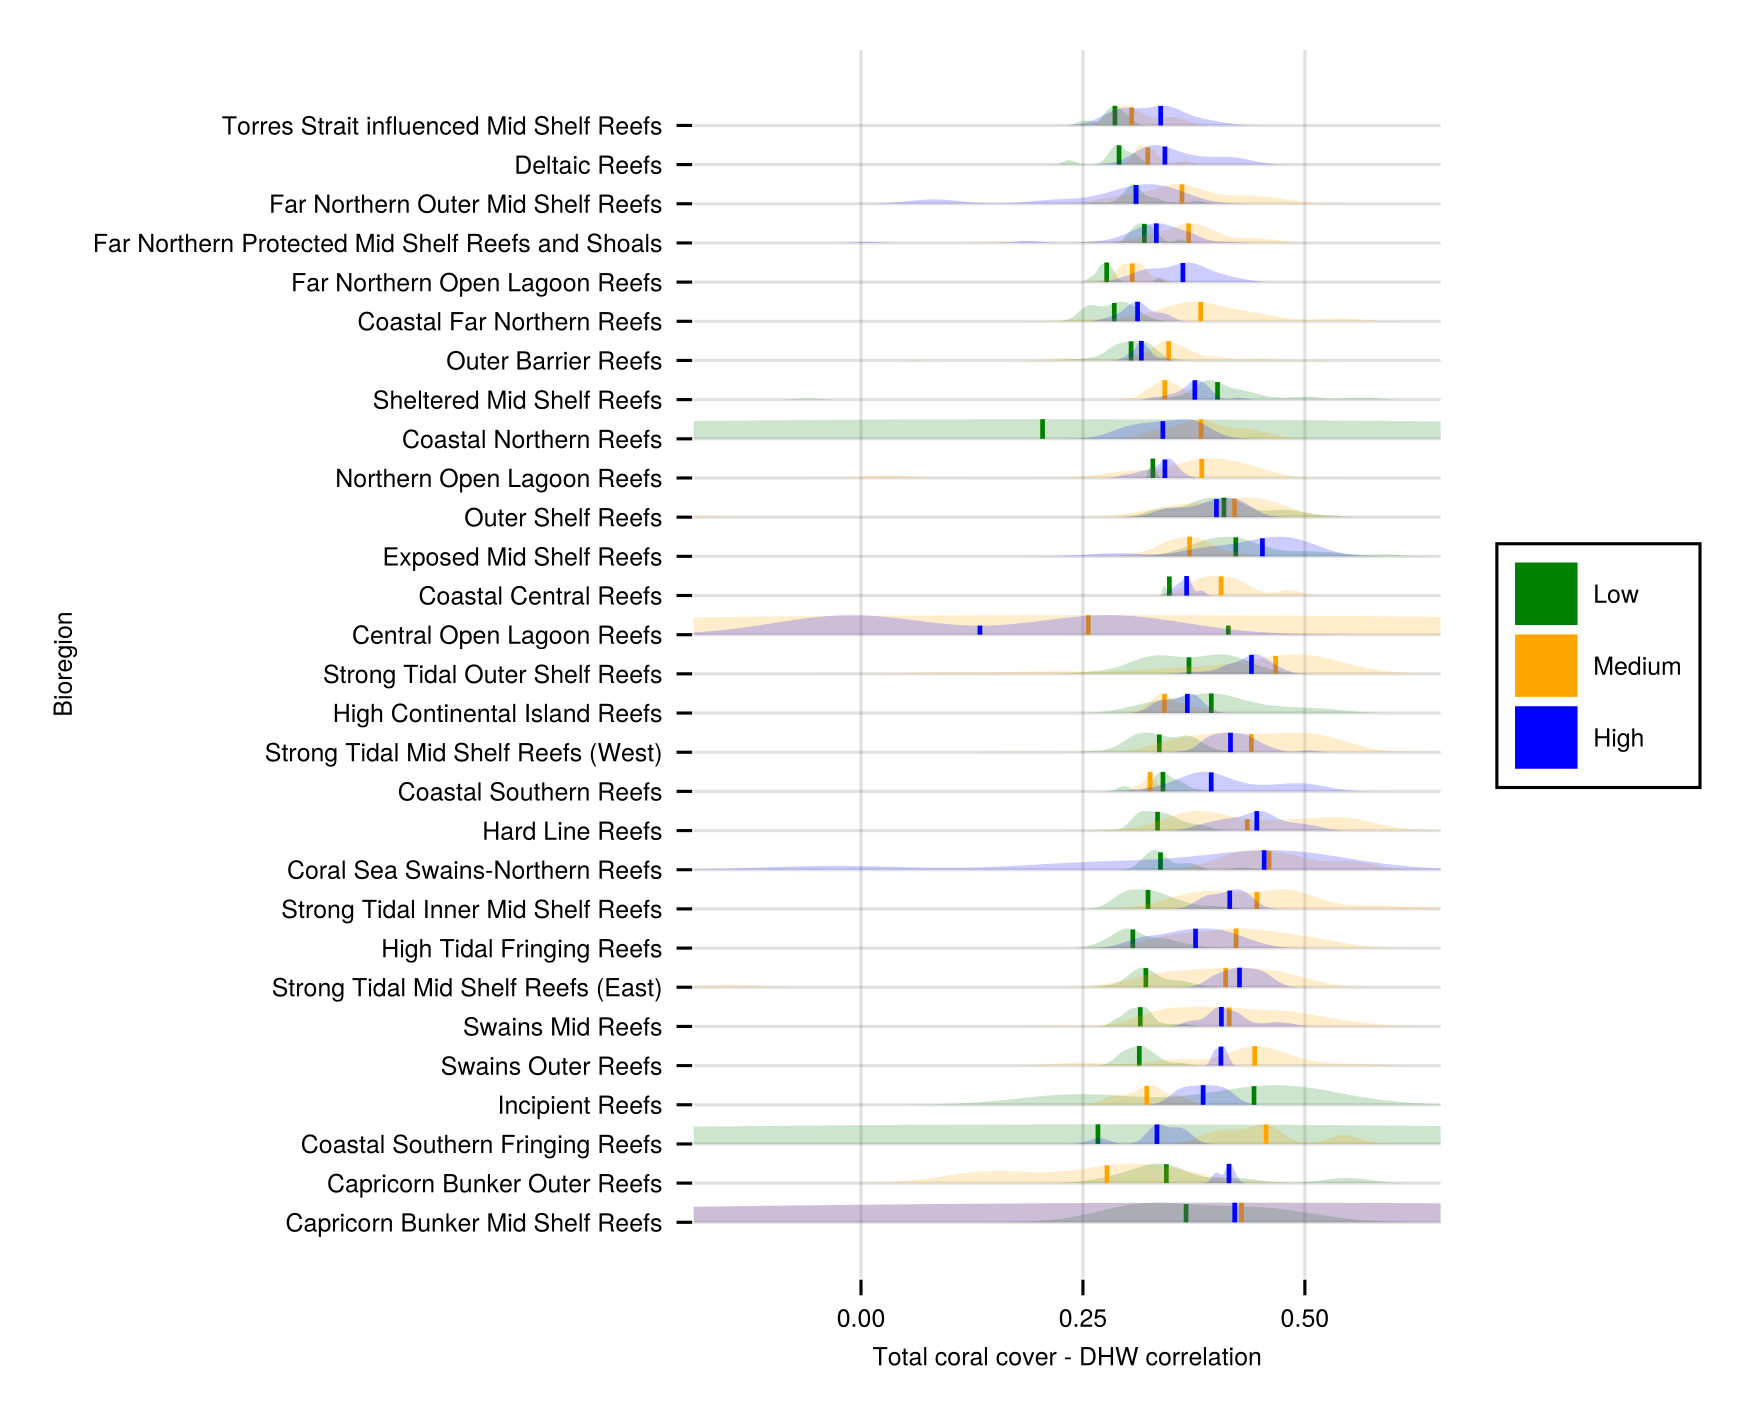 Torres Strait influenced Mid Shelf Reefs
Deltaic Reefs
Far Northern Outer Mid Shelf Reefs
Far Northern Protected Mid Shelf Reefs and Shoals
Far Northern Open Lagoon Reefs
Coastal Far Northern Reefs
Outer Barrier Reefs
Sheltered Mid Shelf Reefs
Coastal Northern Reefs
Northern Open Lagoon Reefs
Outer Shelf Reefs
Exposed Mid Shelf Reefs
Coastal Central Reefs
Central Open Lagoon Reefs
Strong Tidal Outer Shelf Reefs
High Continental Island Reefs
Strong Tidal Mid Shelf Reefs (West)
Coastal Southern Reefs
Hard Line Reefs
Coral Sea Swains-Northern Reefs
Strong Tidal Inner Mid Shelf Reefs
High Tidal Fringing Reefs
Strong Tidal Mid Shelf Reefs (East)
Swains Mid Reefs
Swains Outer Reefs
Incipient Reefs
Coastal Southern Fringing Reefs
Capricorn Bunker Outer Reefs
Capricorn Bunker Mid Shelf Reefs
Bioregion
0.00 0.25 0.50
Total coral cover - DHW correlation
Low
Medium
High